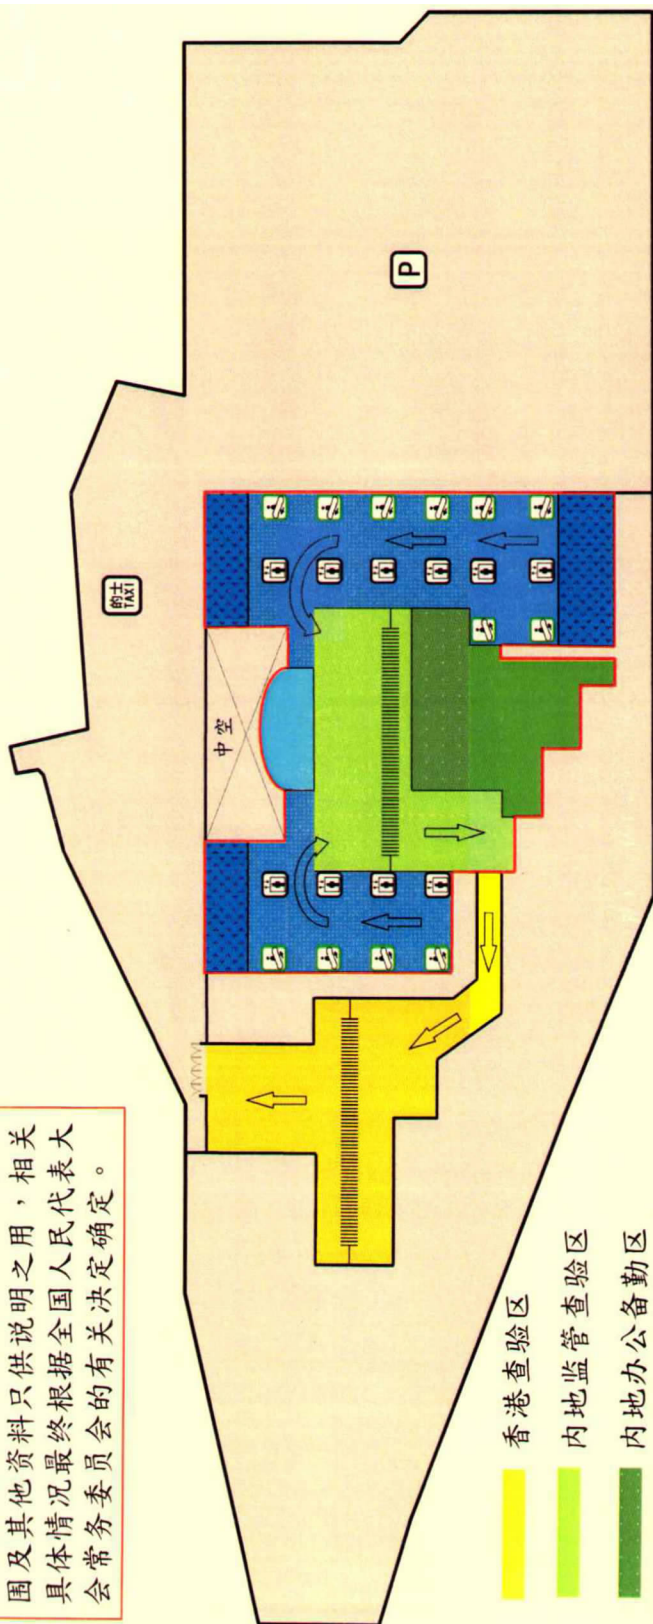 围及其他资料只供说明之用，相关
具体情况最终根据全国人民代表大
会常务委员会的有关决定确定。
的士
TAXI
P
中空
香港查验区
内地监管查验区
内地办公备勤区